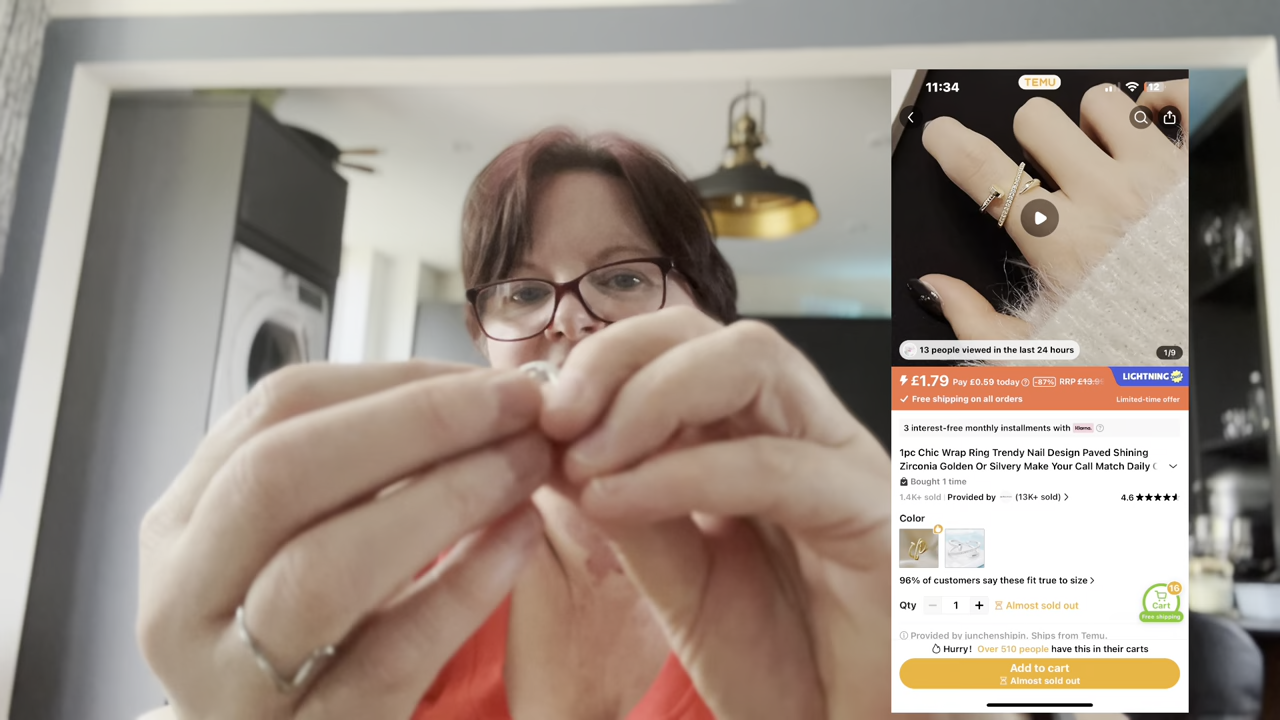 11:34
TEMU
12
13 people viewed in the last 24 hours
1/9
£1.79 Pay £0.59 today ? -87% RRP £13.9
LIGHTNING
Free shipping on all orders
Limited-time offer
3 interest-free monthly installments with Klarna. ?
1pc Chic Wrap Ring Trendy Nail Design Paved Shining
Zirconia Golden Or Silvery Make Your Call Match Daily
Bought 1 time
1.4K+ sold | Provided by (13K+ sold) >
4.6
Color
96% of customers say these fit true to size >
16
Cart
Free shipping
Qty − 1 + Almost sold out
Provided by junchenshipin. Ships from Temu.
Hurry! Over 510 people have this in their carts
Add to cart
Almost sold out